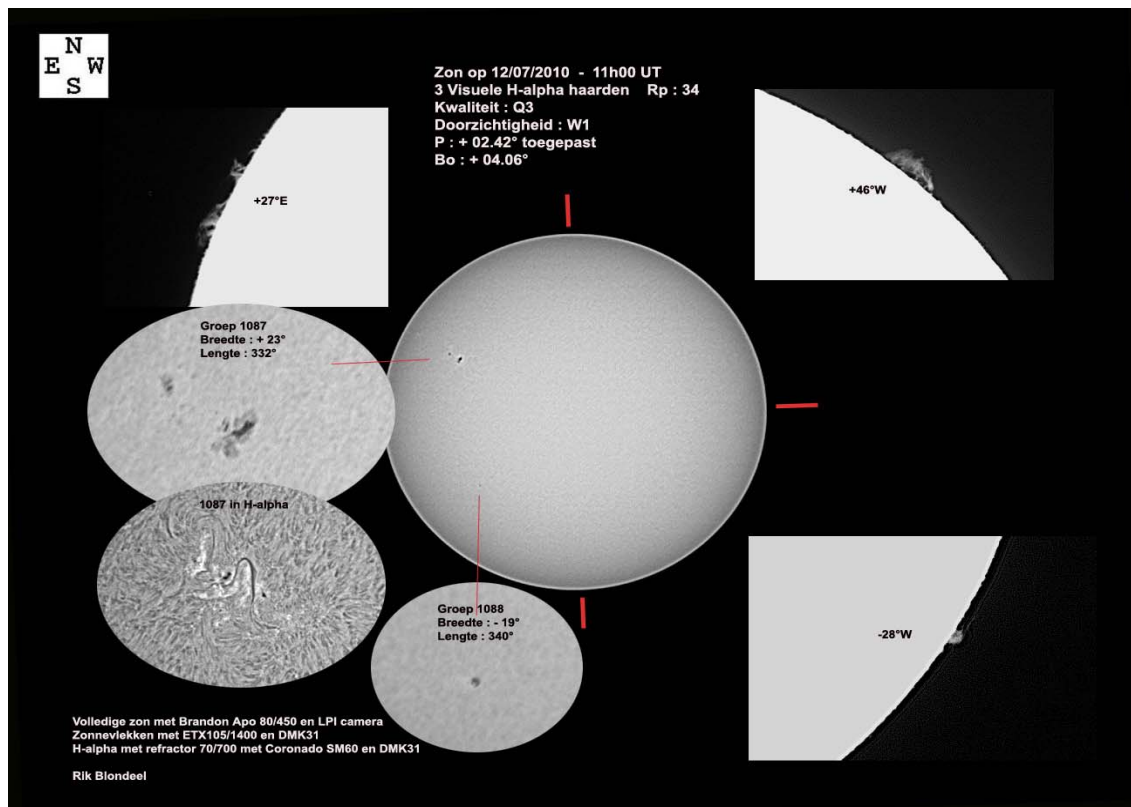 N
E W
S
Zon op 12/07/2010 - 11h00 UT
3 Visuele H-alpha haarden Rp : 34
Kwaliteit : Q3
Doorzichtigheid : W1
P : + 02.42° toegepast
Bo : + 04.06°
+27°E
+46°W
Groep 1087
Breedte : + 23°
Lengte : 332°
1087 in H-alpha
Groep 1088
Breedte : - 19°
Lengte : 340°
-28°W
Volledige zon met Brandon Apo 80/450 en LPI camera
Zonnevlekken met ETX105/1400 en DMK31
H-alpha met refractor 70/700 met Coronado SM60 en DMK31
Rik Blondeel